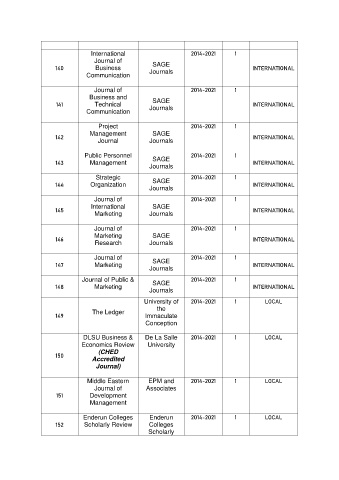 International 2014-2021 1
Journal of
140 Business SAGE INTERNATIONAL
Communication Journals
Journal of 2014-2021 1
Business and
141 Technical SAGE INTERNATIONAL
Communication Journals
Project 2014-2021 1
142 Management SAGE INTERNATIONAL
Journal Journals
Public Personnel 2014-2021 1
143 Management SAGE INTERNATIONAL
Journals
Strategic 2014-2021 1
144 Organization SAGE INTERNATIONAL
Journals
Journal of 2014-2021 1
145 International SAGE INTERNATIONAL
Marketing Journals
Journal of 2014-2021 1
146 Marketing SAGE INTERNATIONAL
Research Journals
Journal of 2014-2021 1
147 Marketing SAGE INTERNATIONAL
Journals
Journal of Public & 2014-2021 1
148 Marketing SAGE INTERNATIONAL
Journals
University of 2014-2021 1 LOCAL
149 The Ledger the
Immaculate
Conception
DLSU Business & De La Salle 2014-2021 1 LOCAL
Economics Review University
150 (CHED
Accredited
Journal)
Middle Eastern EPM and 2014-2021 1 LOCAL
Journal of Associates
151 Development
Management
Enderun Colleges Enderun 2014-2021 1 LOCAL
152 Scholarly Review Colleges
Scholarly